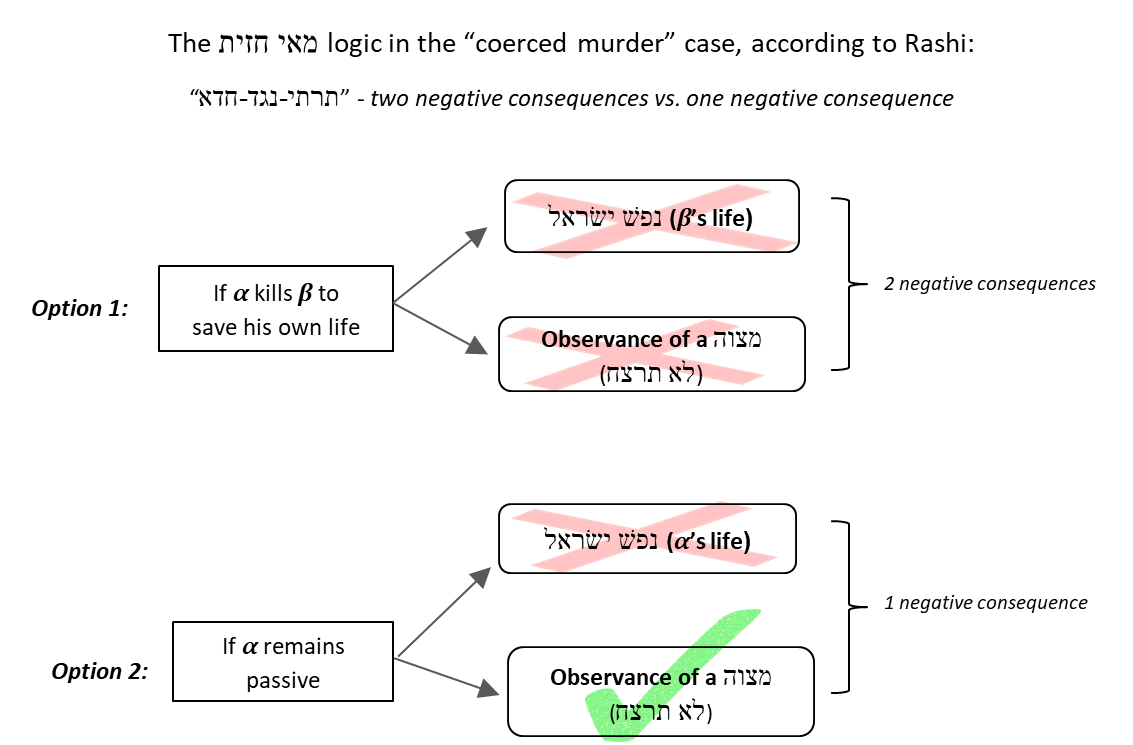 The מאי חזית logic in the “coerced murder” case, according to Rashi:
“תרתי-נגד-חדא” - two negative consequences vs. one negative consequence
Option 1:
If α kills β to
save his own life
נפשׁ ישׂראל (β’s life)
Observance of a מצוה
(לא תרצח)
2 negative consequences
Option 2:
If α remains
passive
נפשׁ ישׂראל (α’s life)
Observance of a מצוה
(לא תרצח)
1 negative consequence